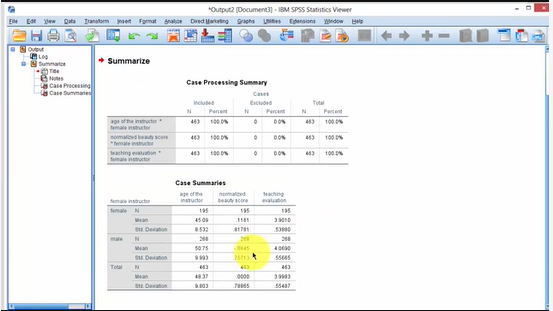 *Output2 [Document3] - IBM SPSS Statistics Viewer
File Edit View Data Transform Insert Format Analyze Direct Marketing Graphs Utilities Extensions Window Help
Output
Log
Summarize
Title
Notes
Case Processing
Case Summaries
Summarize
Case Processing Summary
Cases
Included Excluded Total
N Percent N Percent N Percent
age of the instructor * female instructor 463 100.0% 0 0.0% 463 100.0%
normalized beauty score * female instructor 463 100.0% 0 0.0% 463 100.0%
teaching evaluation * female instructor 463 100.0% 0 0.0% 463 100.0%
Case Summaries
female instructor age of the instructor normalized beauty score teaching evaluation
female N 195 195 195
Mean 45.09 .1161 3.9010
Std. Deviation 8.532 .81781 .53880
male N 268 268 268
Mean 50.75 4.0690
Std. Deviation 9.993 .55665
Total N 463 463 463
Mean 48.37 .0000 3.9983
Std. Deviation 9.803 .78865 .55487